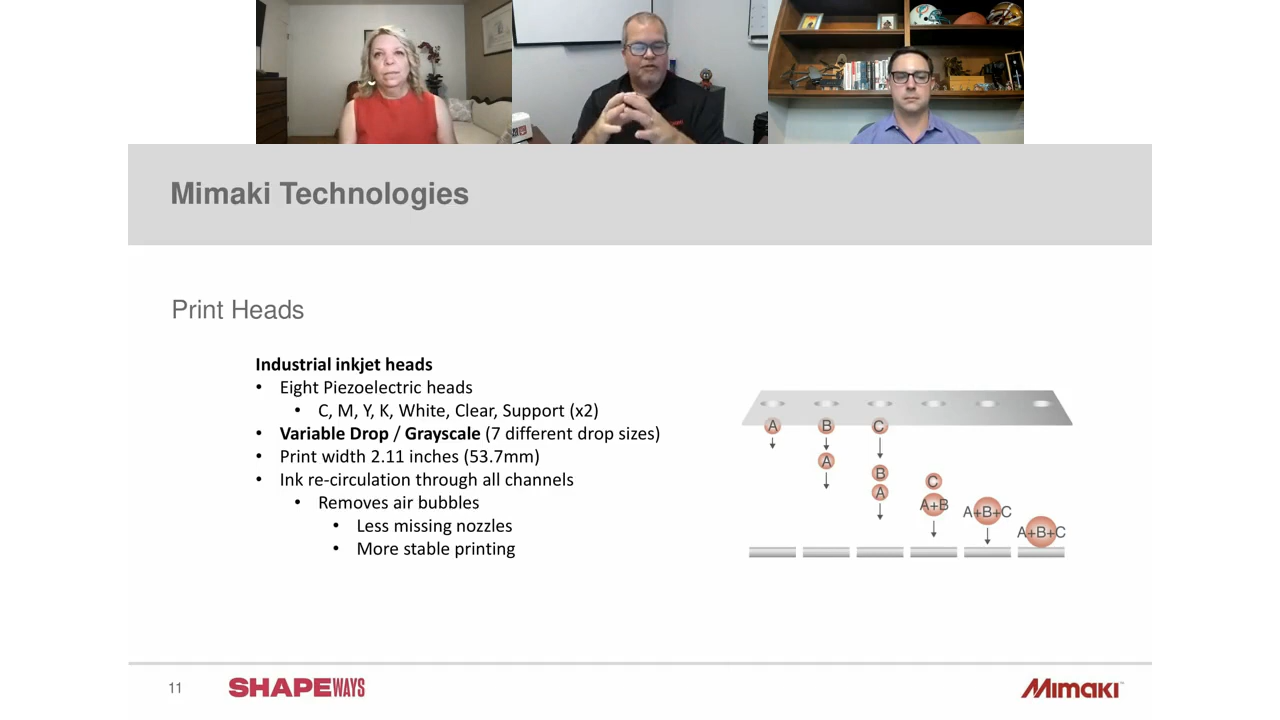 Mimaki Technologies
Print Heads
Industrial inkjet heads
• Eight Piezoelectric heads
• C, M, Y, K, White, Clear, Support (x2)
• Variable Drop / Grayscale (7 different drop sizes)
• Print width 2.11 inches (53.7mm)
• Ink re-circulation through all channels
• Removes air bubbles
• Less missing nozzles
• More stable printing
A B C
A B A
C A+B A+B+C A+B+C
11 SHAPEWAYS Mimaki